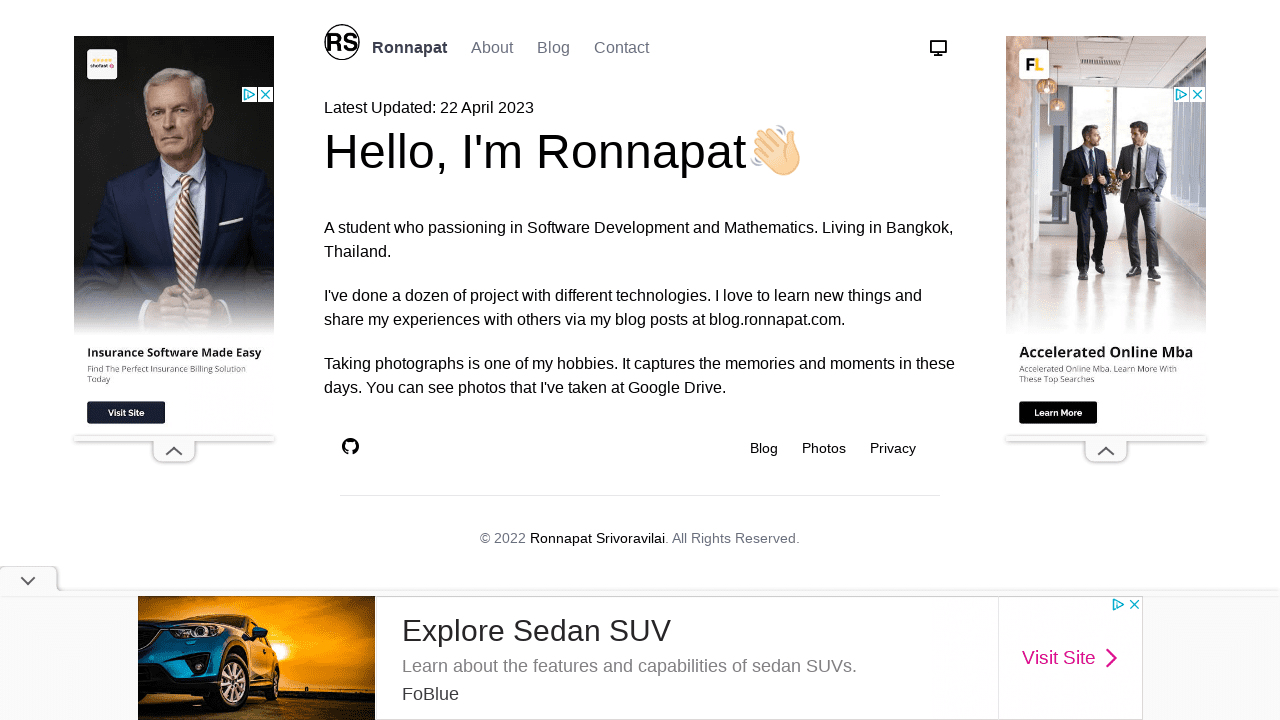 RS Ronnapat About Blog Contact
Latest Updated: 22 April 2023
Hello, I'm Ronnapat
A student who passioning in Software Development and Mathematics. Living in Bangkok,
Thailand.
I've done a dozen of project with different technologies. I love to learn new things and
share my experiences with others via my blog posts at blog.ronnapat.com.
Taking photographs is one of my hobbies. It captures the memories and moments in these
days. You can see photos that I've taken at Google Drive.
Blog Photos Privacy
© 2022 Ronnapat Srivoravilai. All Rights Reserved.
Insurance Software Made Easy
Find The Perfect Insurance Billing Solution
Today
Visit Site
FL
Accelerated Online Mba
Accelerated Online Mba. Learn More With
These Top Searches
Learn More
Explore Sedan SUV
Learn about the features and capabilities of sedan SUVs.
FoBlue
Visit Site